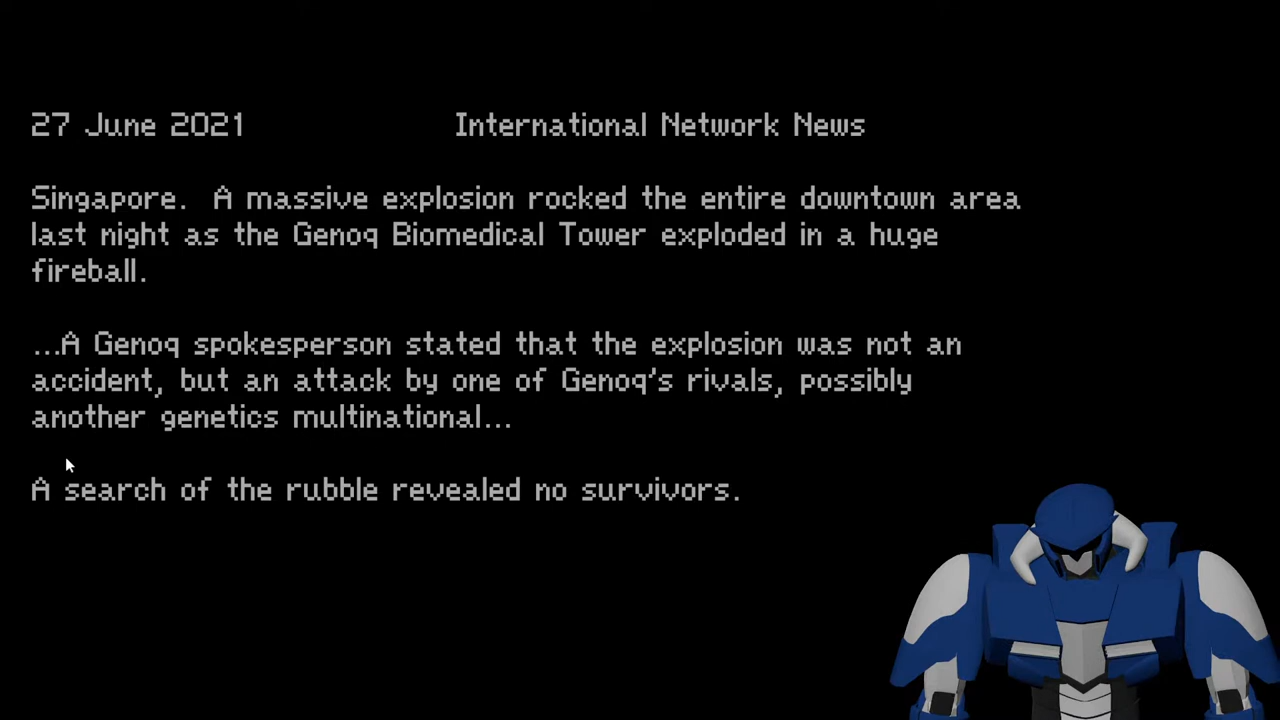 27 June 2021 International Network News
Singapore. A massive explosion rocked the entire downtown area
last night as the Genoq Biomedical Tower exploded in a huge
fireball.
...A Genoq spokesperson stated that the explosion was not an
accident, but an attack by one of Genoq's rivals, possibly
another genetics multinational...
A search of the rubble revealed no survivors.